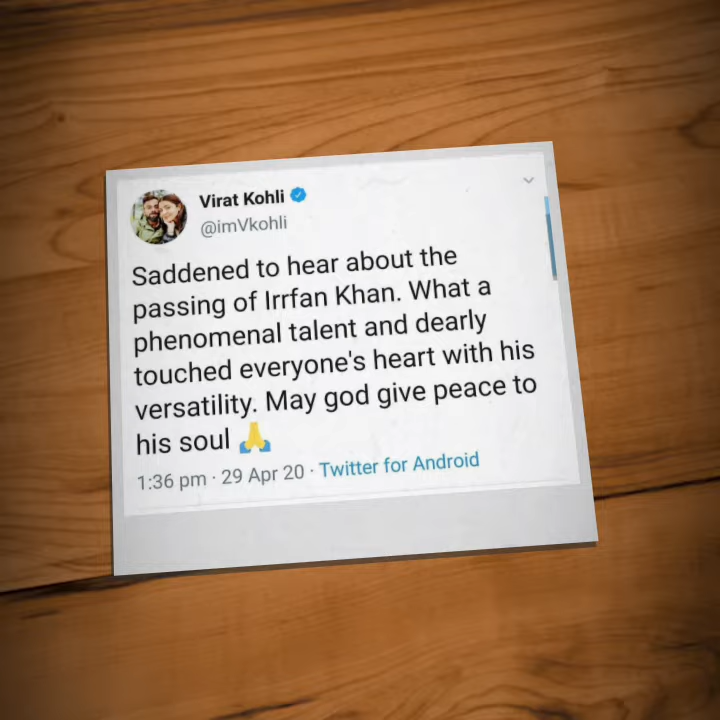 Virat Kohli
@imVkohli
Saddened to hear about the
passing of Irrfan Khan. What a
phenomenal talent and dearly
touched everyone's heart with his
versatility. May god give peace to
his soul 🙏
1:36 pm · 29 Apr 20 · Twitter for Android